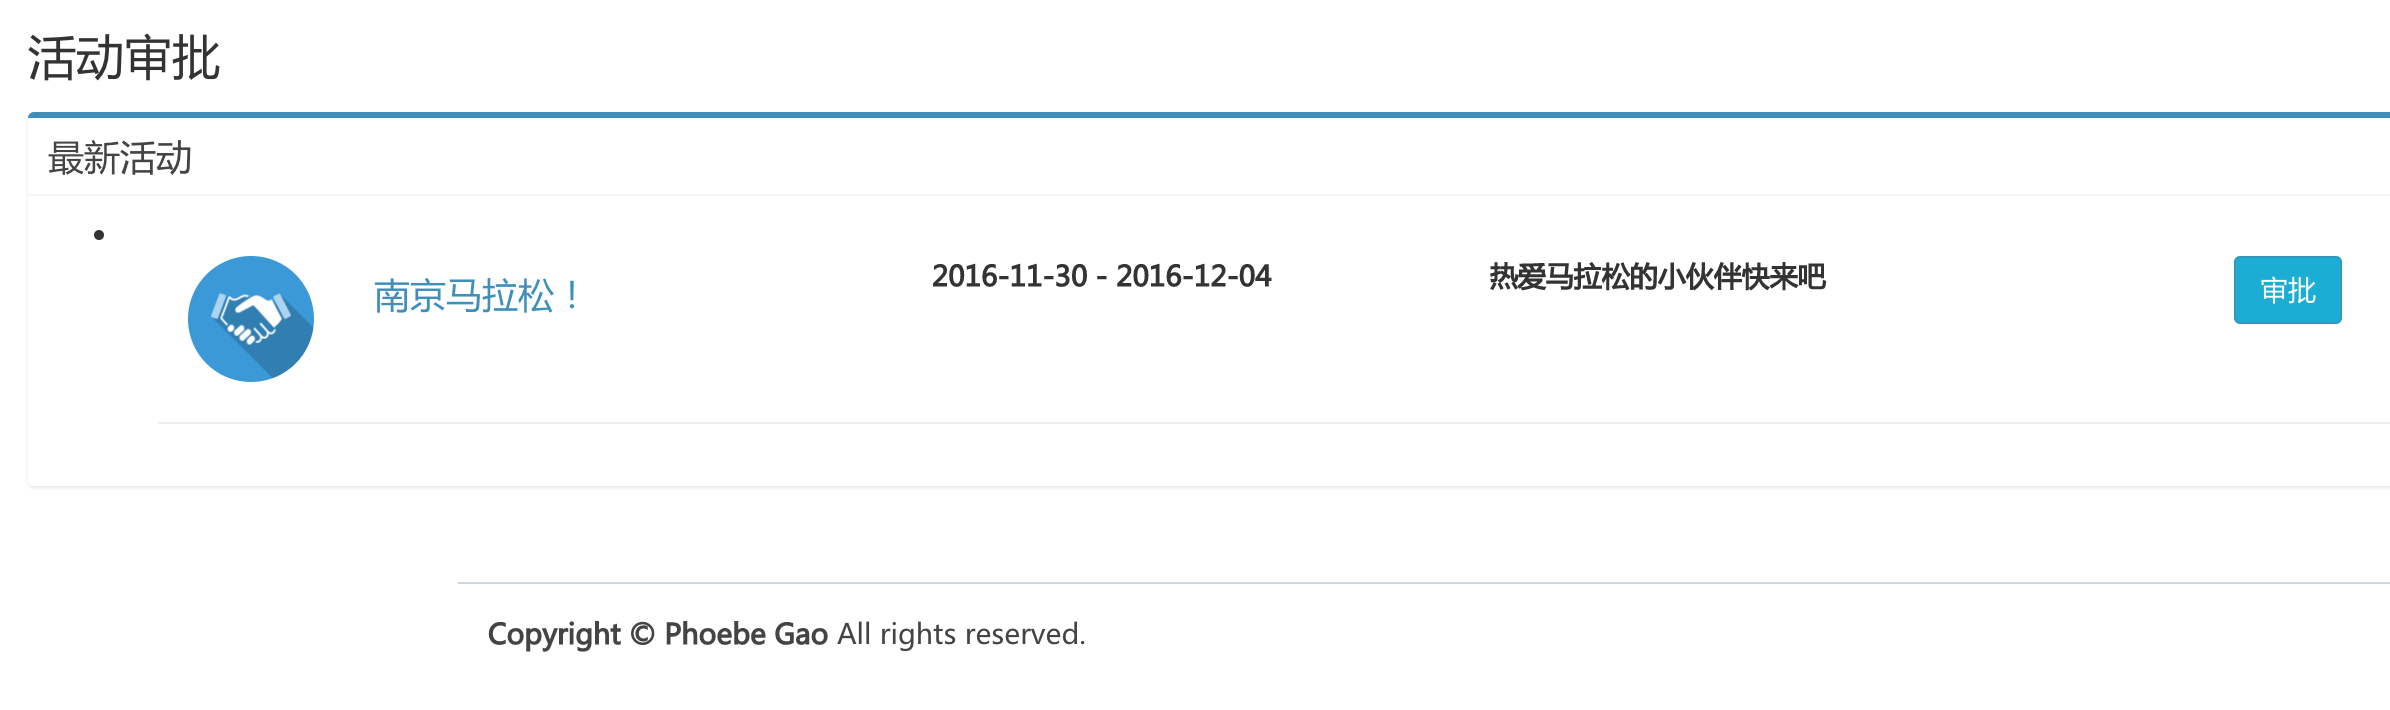 活动审批
最新活动
南京马拉松！ 2016-11-30 - 2016-12-04 热爱马拉松的小伙伴快来吧 审批
Copyright © Phoebe Gao All rights reserved.